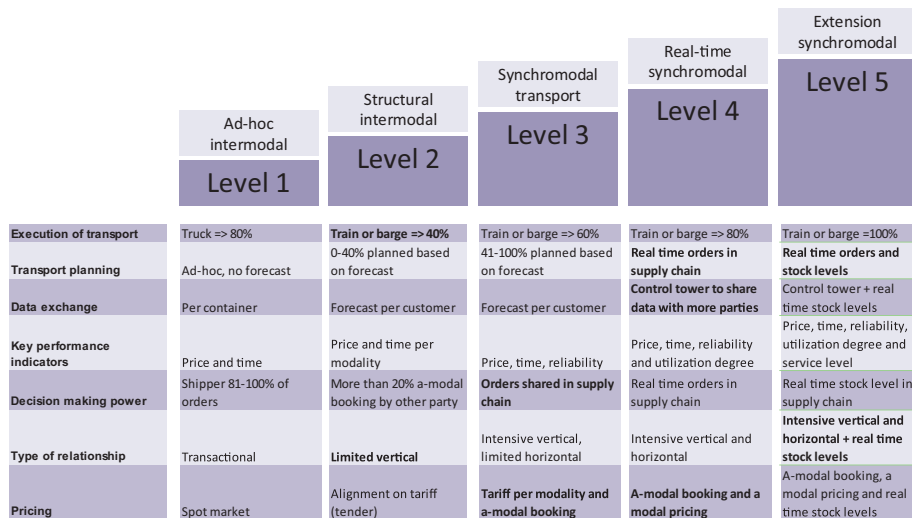 Extension
synchromodal
Level 5
Real-time
synchromodal
Level 4
Synchromodal
transport
Level 3
Structural
intermodal
Level 2
Ad-hoc
intermodal
Level 1
Execution of transport
Truck => 80%
Train or barge => 40%
Train or barge => 60%
Train or barge => 80%
Train or barge =100%
Transport planning
Ad-hoc, no forecast
0-40% planned based
on forecast
41-100% planned based
on forecast
Real time orders in
supply chain
Real time orders and
stock levels
Data exchange
Per container
Forecast per customer
Forecast per customer
Control tower to share
data with more parties
Control tower + real
time stock levels
Key performance
indicators
Price and time
Price and time per
modality
Price, time, reliability
Price, time, reliability
and utilization degree
Price, time, reliability,
utilization degree and
service level
Decision making power
Shipper 81-100% of
orders
More than 20% a-modal
booking by other party
Orders shared in supply
chain
Real time orders in
supply chain
Real time stock level in
supply chain
Type of relationship
Transactional
Limited vertical
Intensive vertical,
limited horizontal
Intensive vertical and
horizontal
Intensive vertical and
horizontal + real time
stock levels
Pricing
Spot market
Alignment on tariff
(tender)
Tariff per modality and
a-modal booking
A-modal booking and a
modal pricing
A-modal booking, a
modal pricing and real
time stock levels